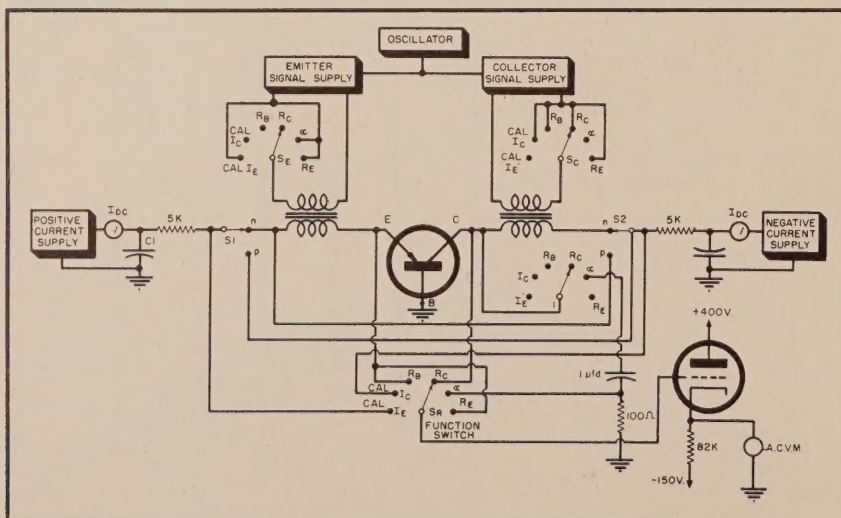 OSCILLATOR
EMITTER
SIGNAL SUPPLY
COLLECTOR
SIGNAL SUPPLY
RB RC
CAL
IC
α
CAL IE
SE
RE
RB RC
CAL
IC
α
CAL
IE
SC
RE
POSITIVE
CURRENT
SUPPLY
IDC
5K
C1
S1
n
p
E
C
B
n
S2
p
5K
IDC
NEGATIVE
CURRENT
SUPPLY
RB RC
IC
α
IE
1
RE
+400V.
RB RC
CAL
IC
α
CAL
IE
SA
RE
FUNCTION
SWITCH
1 μfd
100Ω
82K
A.C.V.M.
-150V.